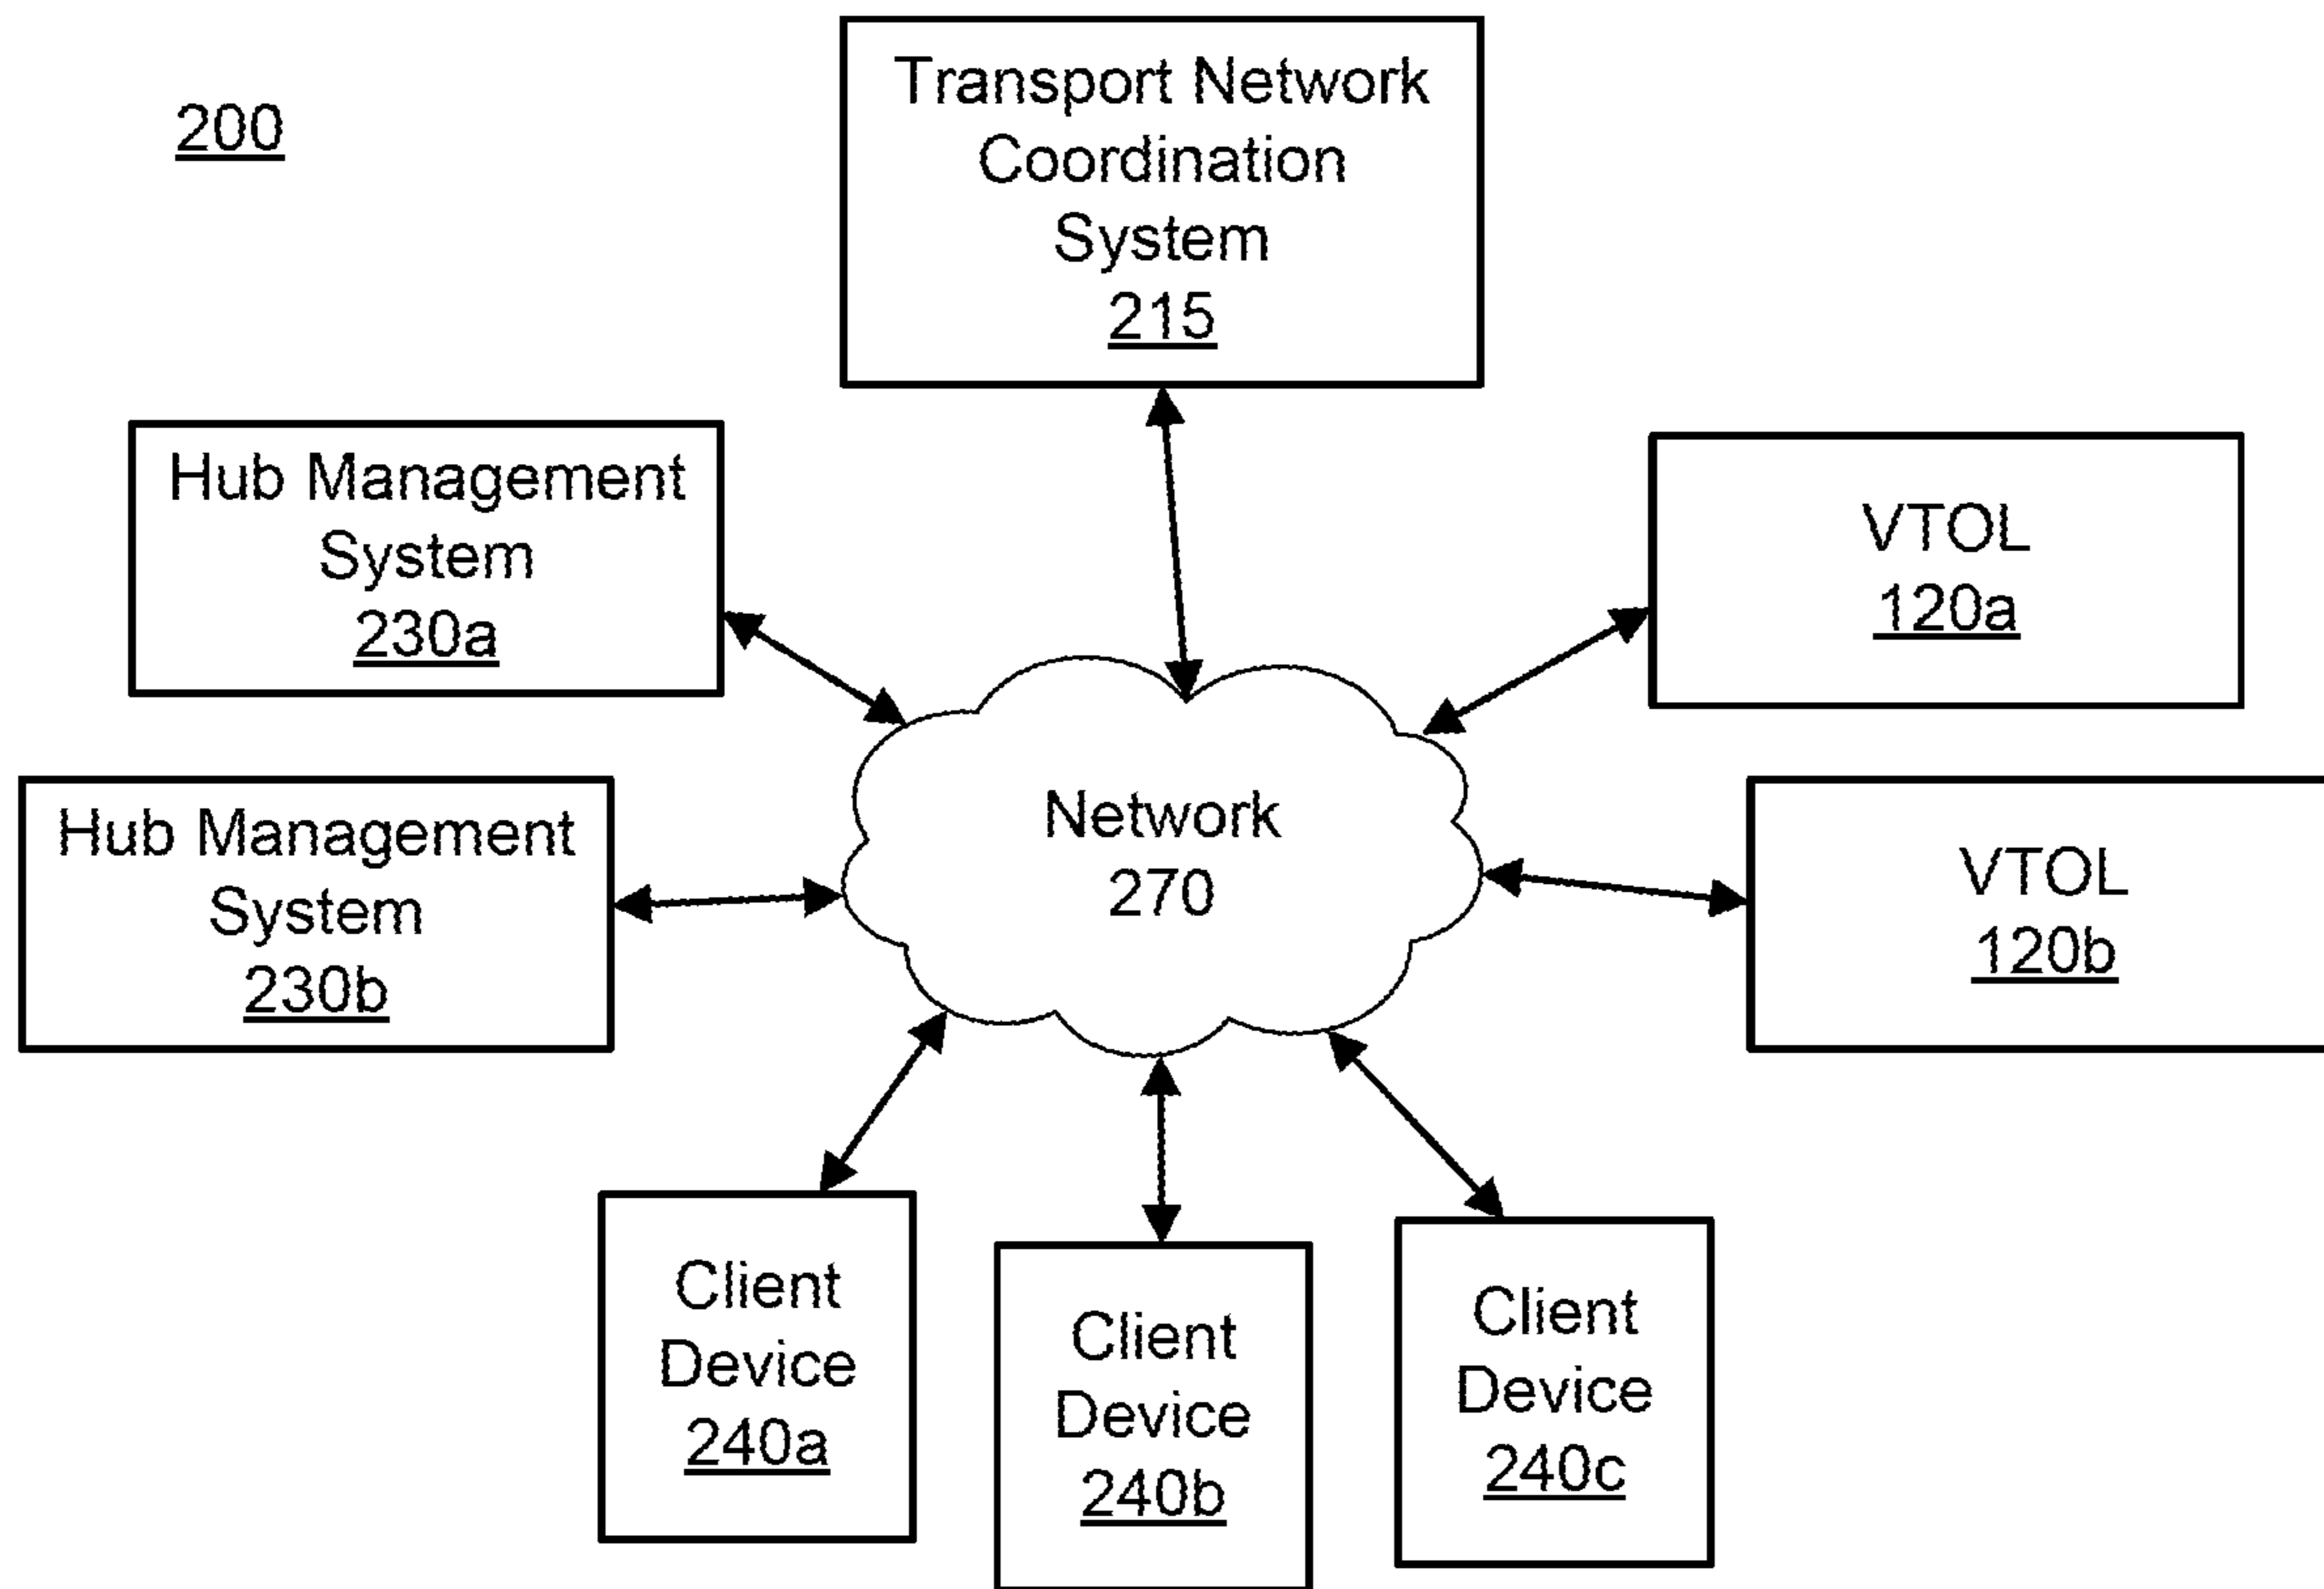 200
Transport Network
Coordination
System
215
Hub Management
System
230a
VTOL
120a
Hub Management
System
230b
Network
270
VTOL
120b
Client
Device
240a
Client
Device
240b
Client
Device
240c